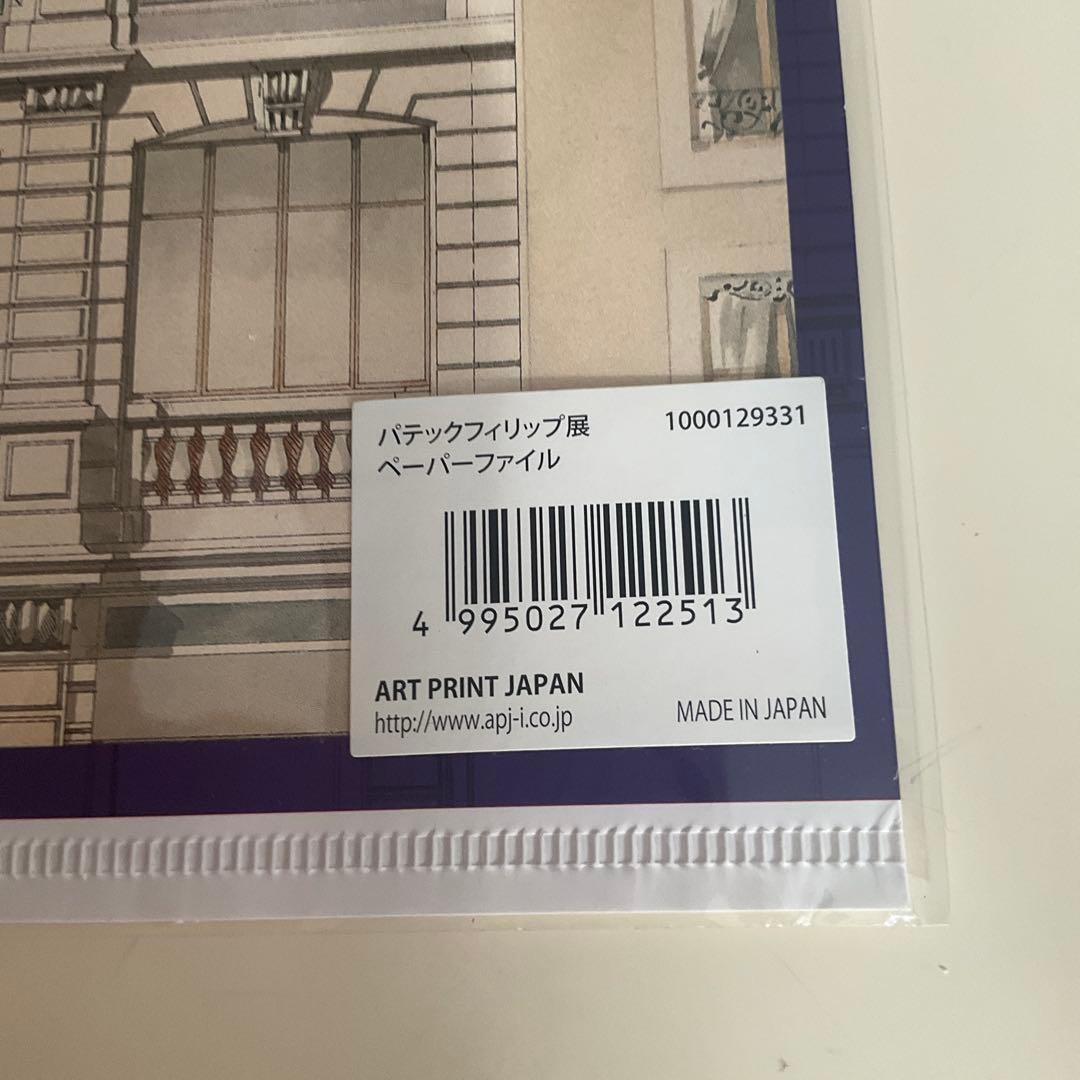 パテックフィリップ展 1000129331
ペーパーファイル
4 995027 122513
ART PRINT JAPAN
http://www.apj-i.co.jp MADE IN JAPAN